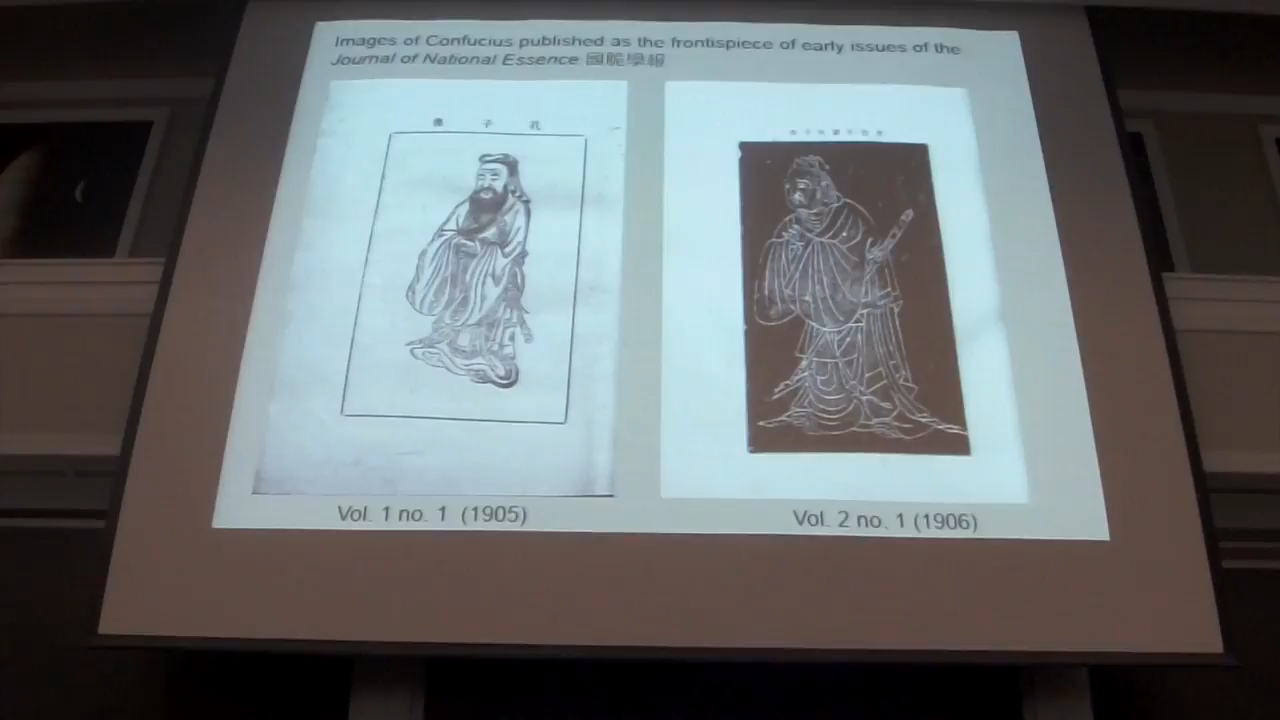 Images of Confucius published as the frontispiece of early issues of the
Journal of National Essence 國脆學報
像 子 孔
Vol. 1 no. 1 (1905)
Vol. 2 no. 1 (1906)